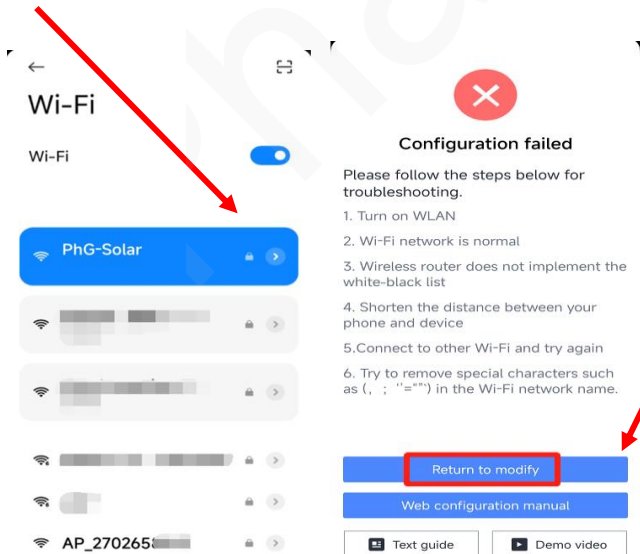 Wi-Fi
Wi-Fi
PhG-Solar
AP_270265
Configuration failed
Please follow the steps below for
troubleshooting.
1. Turn on WLAN
2. Wi-Fi network is normal
3. Wireless router does not implement the
white-black list
4. Shorten the distance between your
phone and device
5.Connect to other Wi-Fi and try again
6. Try to remove special characters such
as (, ; ''=""`) in the Wi-Fi network name.
Return to modify
Web configuration manual
Text guide
Demo video